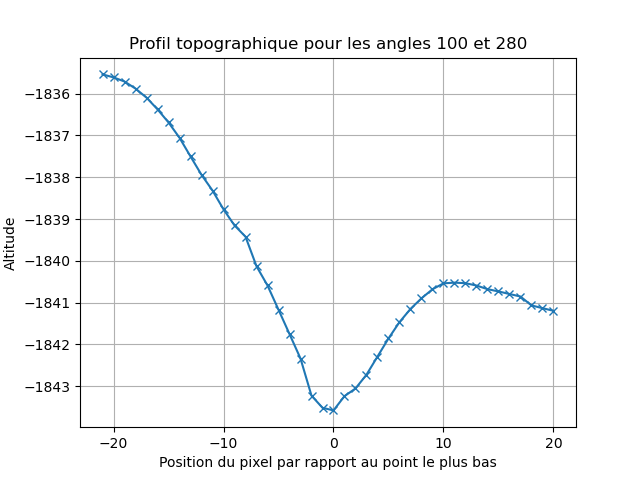 Profil topographique pour les angles 100 et 280
−1836
−1837
−1838
−1839
−1840
−1841
−1842
−1843
Altitude
−20 −10 0 10 20
Position du pixel par rapport au point le plus bas